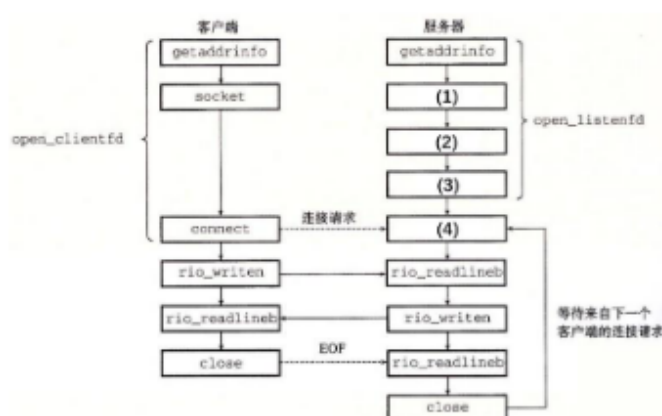 客户端 服务器
getaddrinfo getaddrinfo
socket (1)
open_clientfd (2) open_listenfd
(3)
连接请求
connect (4)
rio_writen rio_readlineb
rio_readlineb rio_writen
等待来自下一个
客户端的连接请求
EOF
close rio_readlineb
close